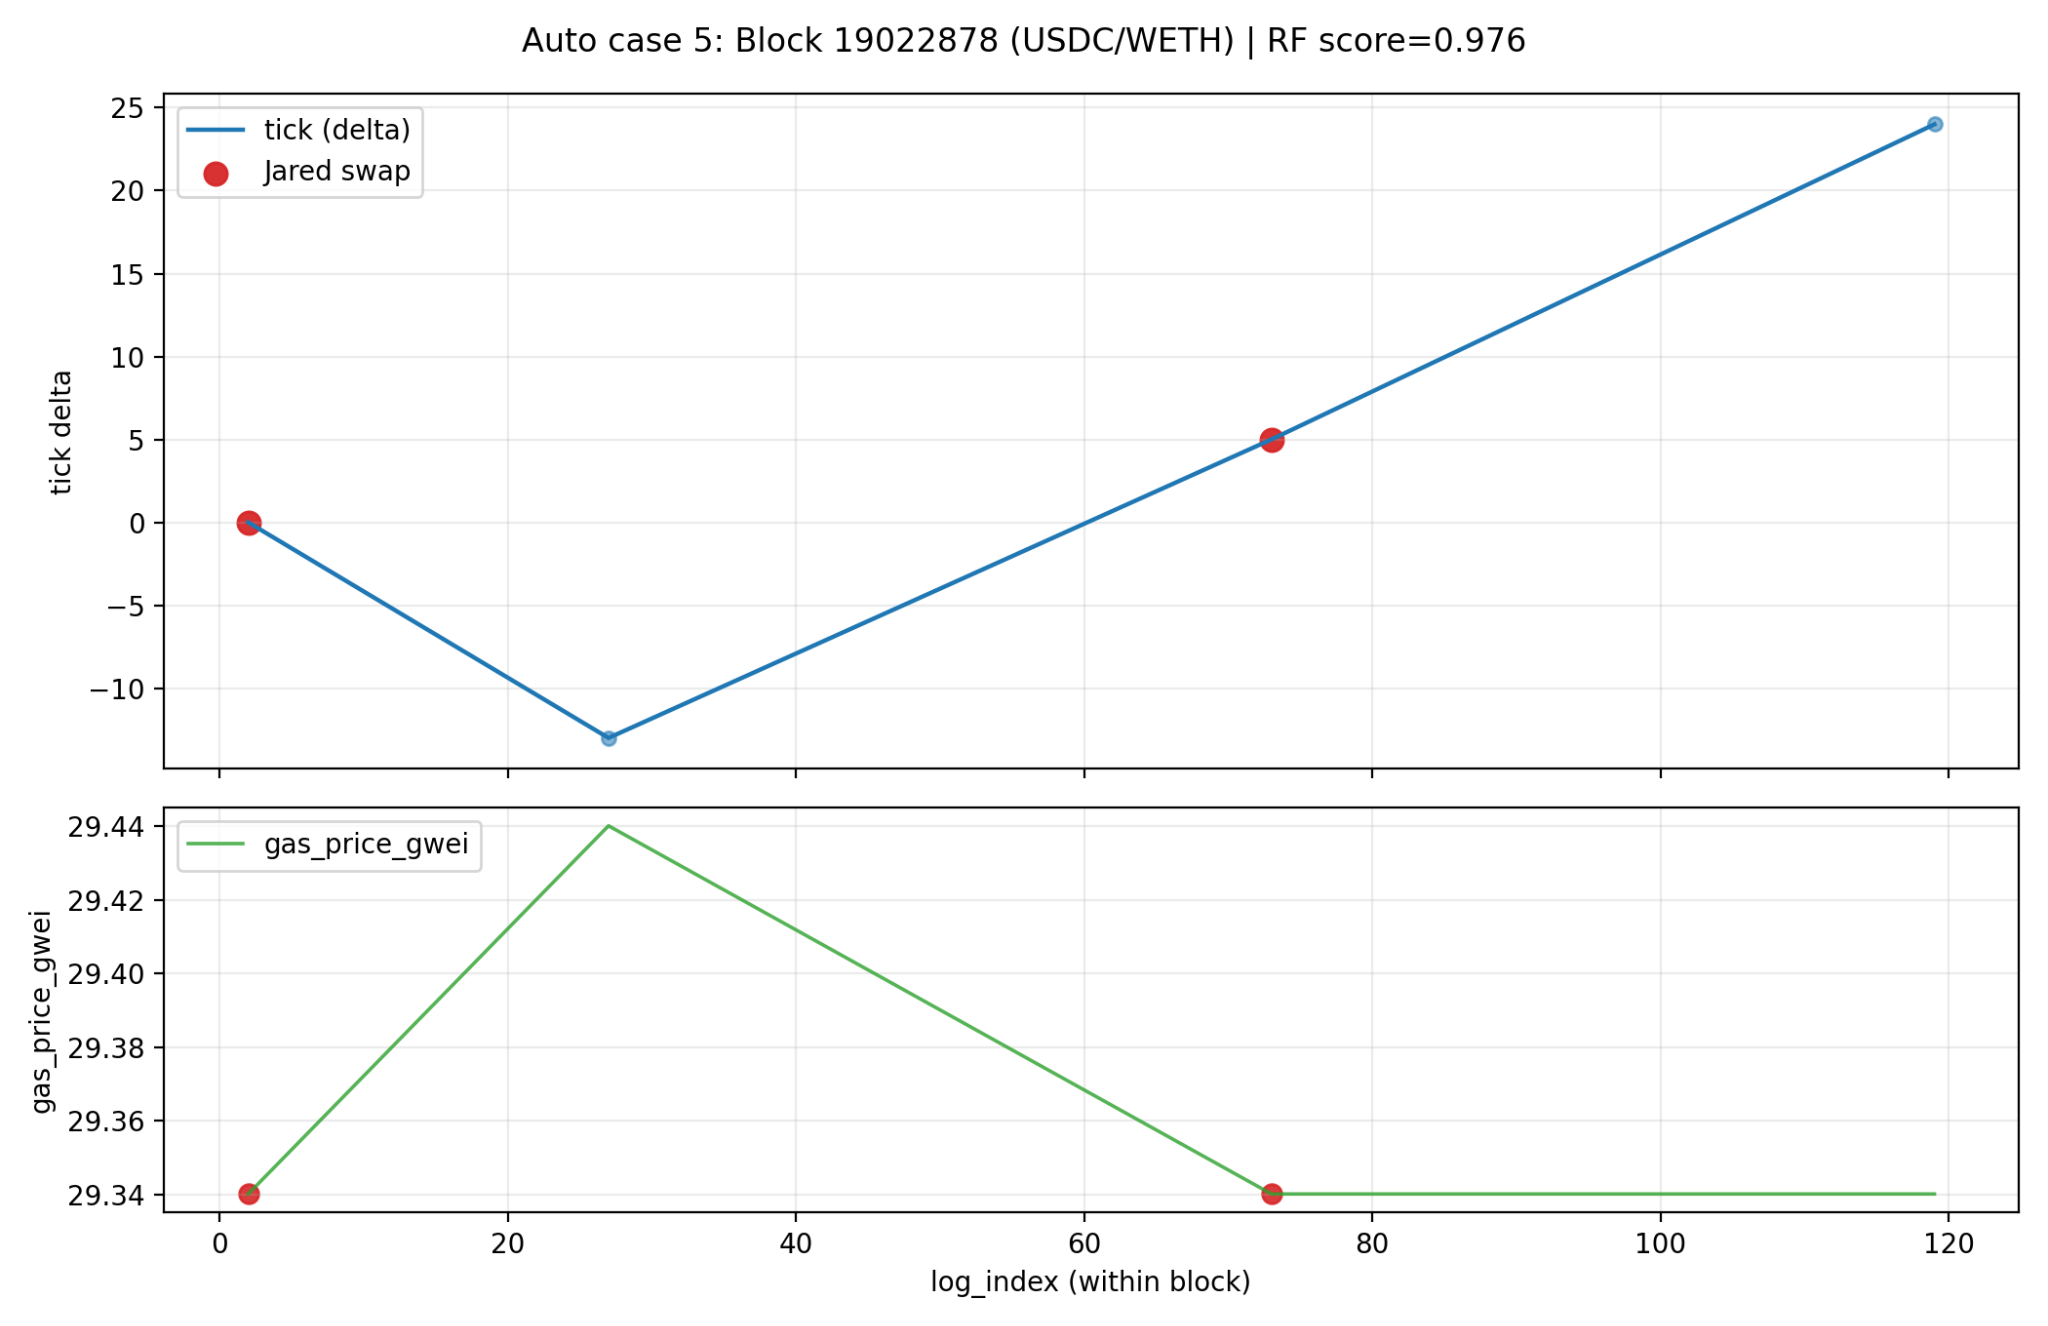 Auto case 5: Block 19022878 (USDC/WETH) | RF score=0.976
tick (delta)
Jared swap
tick delta
25
20
15
10
5
0
−5
−10
gas_price_gwei
gas_price_gwei
29.44
29.42
29.40
29.38
29.36
29.34
0 20 40 60 80 100 120
log_index (within block)